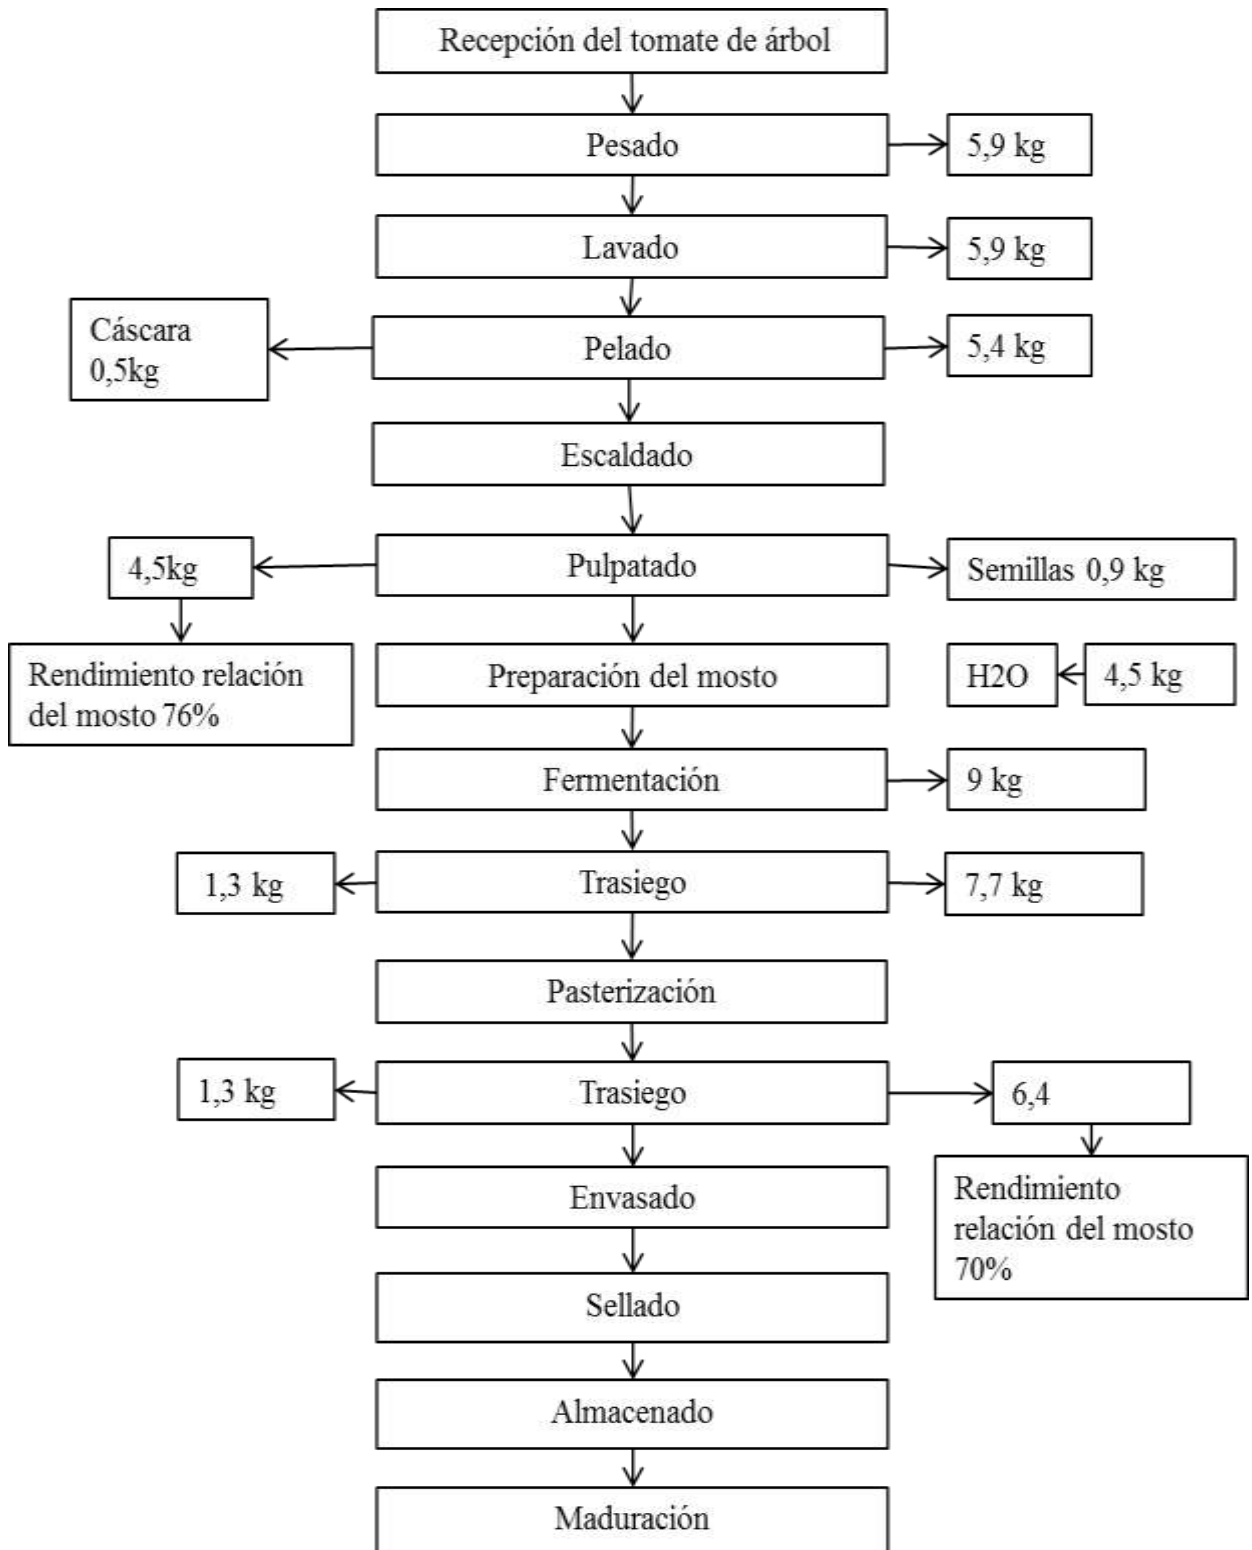 Recepción del tomate de árbol
Pesado
5,9 kg
Lavado
5,9 kg
Cáscara
0,5kg
Pelado
5,4 kg
Escaldado
4,5kg
Pulpatado
Semillas 0,9 kg
Rendimiento relación
del mosto 76%
Preparación del mosto
H2O
4,5 kg
Fermentación
9 kg
1,3 kg
Trasiego
7,7 kg
Pasterización
1,3 kg
Trasiego
6,4
Envasado
Rendimiento
relación del mosto
70%
Sellado
Almacenado
Maduración